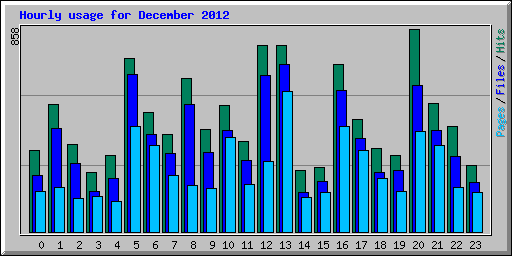 Hourly usage for December 2012
858
Pages / Files / Hits
0 1 2 3 4 5 6 7 8 9 10 11 12 13 14 15 16 17 18 19 20 21 22 23